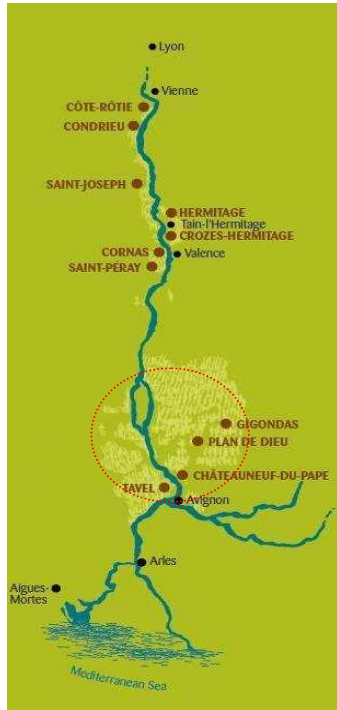 Lyon
Vienne
CÔTE-RÔTIE
CONDRIEU
SAINT-JOSEPH
HERMITAGE
Tain-l'Hermitage
CROZES-HERMITAGE
CORNAS
Valence
SAINT-PÉRAY
GIGONDAS
PLAN DE DIEU
CHÂTEAUNEUF-DU-PAPE
TAVEL
Avignon
Arles
Aigues-
Mortes
Mediterranean Sea